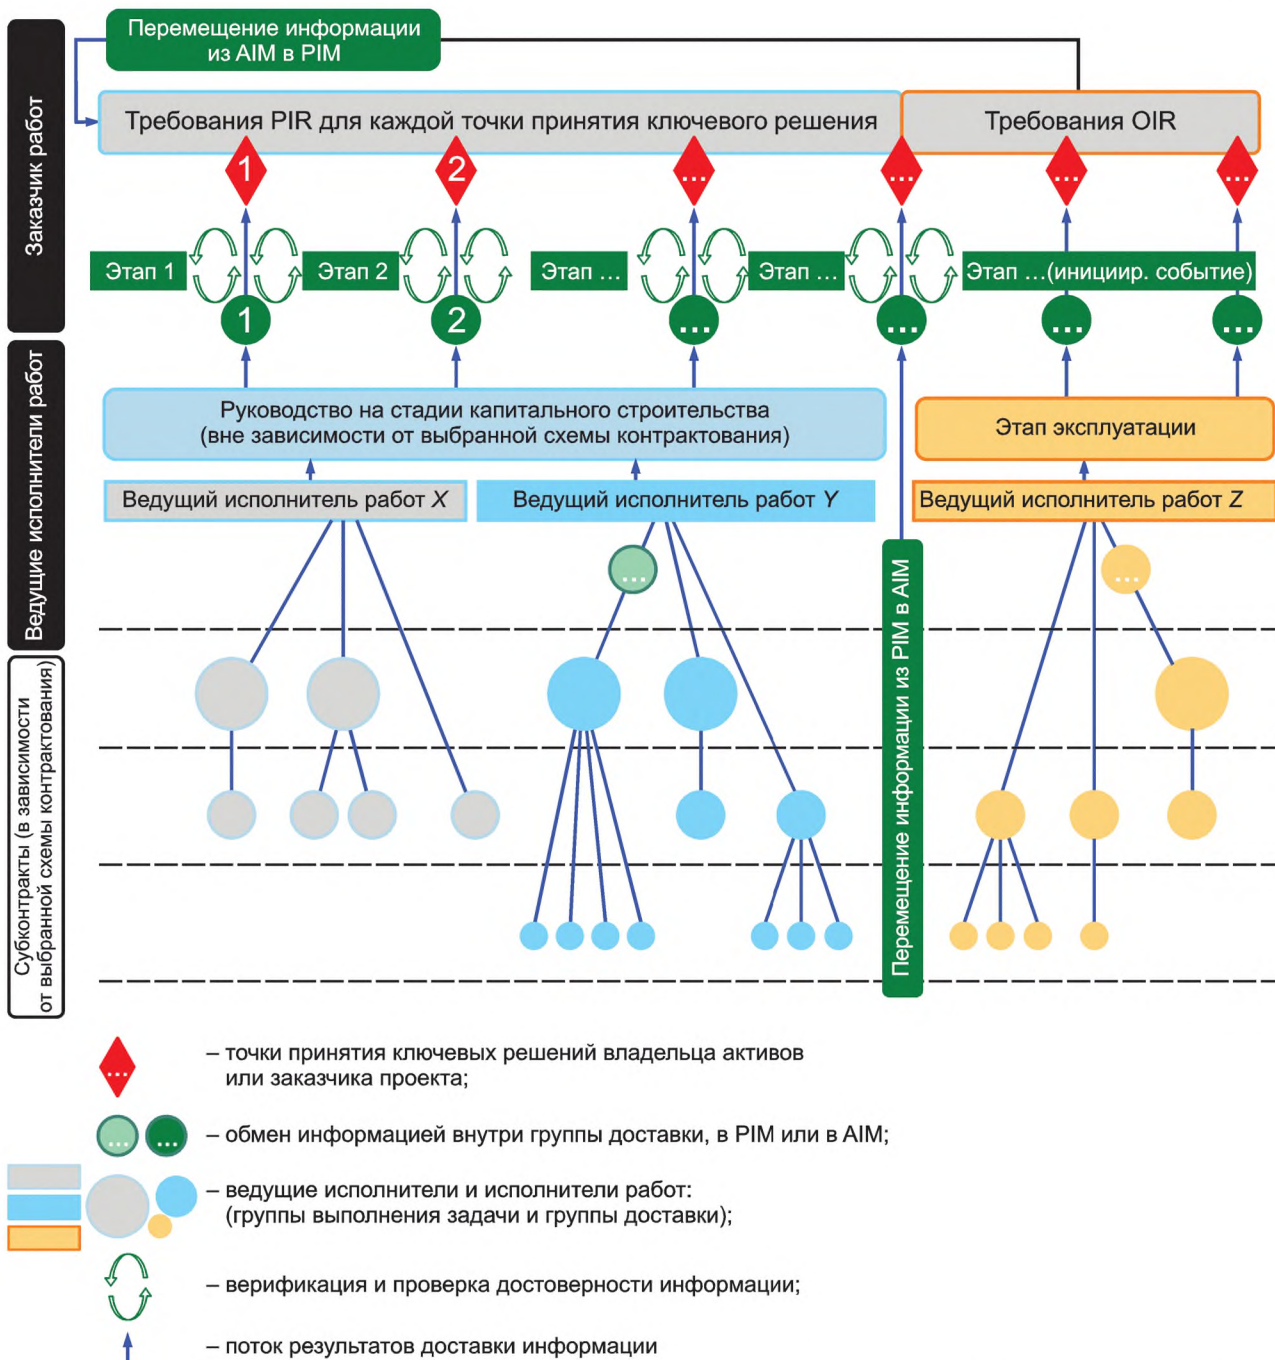 Перемещение информации
из AIM в PIM
Заказчик работ
Требования PIR для каждой точки принятия ключевого решения
Требования OIR
1
2
...
...
...
...
Этап 1
Этап 2
Этап ...
Этап ...
Этап ...(инициир. событие)
1
2
...
...
...
...
Ведущие исполнители работ
Руководство на стадии капитального строительства
(вне зависимости от выбранной схемы контрактования)
Этап эксплуатации
Ведущий исполнитель работ X
Ведущий исполнитель работ Y
Ведущий исполнитель работ Z
...
...
Перемещение информации из PIM в AIM
Субконтракты (в зависимости
от выбранной схемы контрактования)
...
– точки принятия ключевых решений владельца активов
или заказчика проекта;
... ...
– обмен информацией внутри группы доставки, в PIM или в AIM;
– ведущие исполнители и исполнители работ:
(группы выполнения задачи и группы доставки);
– верификация и проверка достоверности информации;
– поток результатов доставки информации